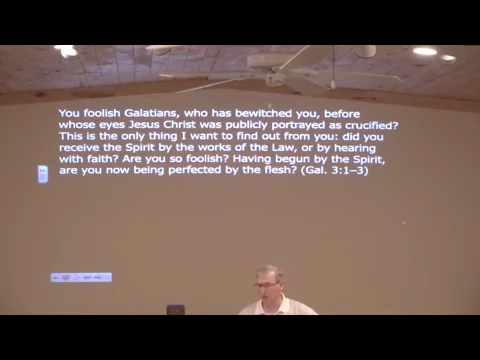 You foolish Galatians, who has bewitched you, before
whose eyes Jesus Christ was publicly portrayed as crucified?
This is the only thing I want to find out from you: did you
receive the Spirit by the works of the Law, or by hearing
with faith? Are you so foolish? Having begun by the Spirit,
are you now being perfected by the flesh? (Gal. 3:1–3)